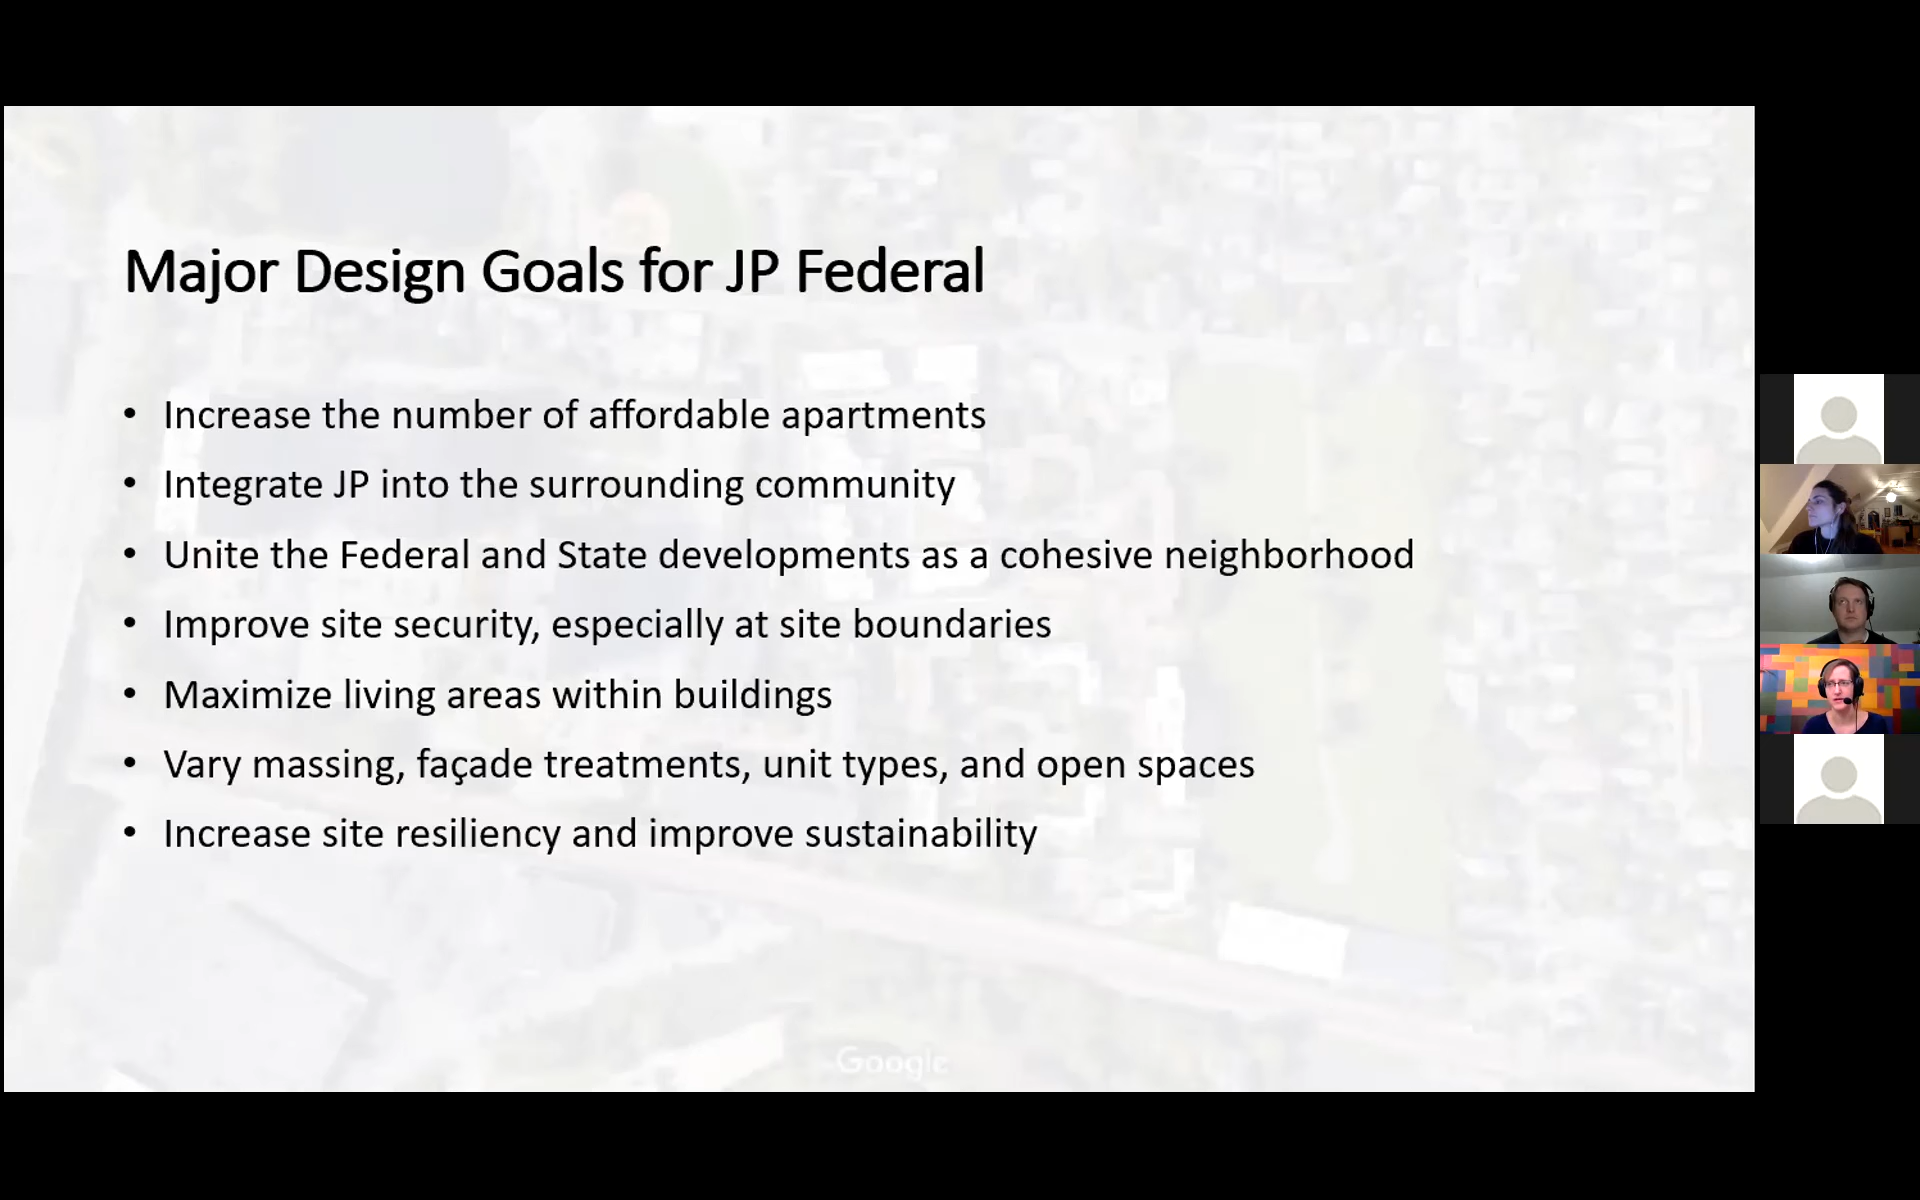 Major Design Goals for JP Federal
• Increase the number of affordable apartments
• Integrate JP into the surrounding community
• Unite the Federal and State developments as a cohesive neighborhood
• Improve site security, especially at site boundaries
• Maximize living areas within buildings
• Vary massing, façade treatments, unit types, and open spaces
• Increase site resiliency and improve sustainability
Google